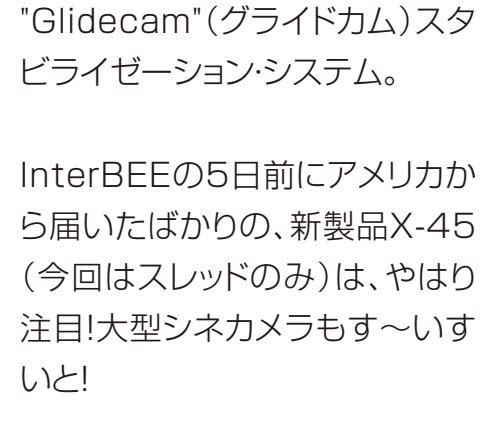 "Glidecam"(グライドカム)スタ
ビライゼーション・システム。
InterBEEの5日前にアメリカか
ら届いたばかりの、新製品X-45
(今回はスレッドのみ)は、やはり
注目!大型シネカメラもす〜いす
いと!